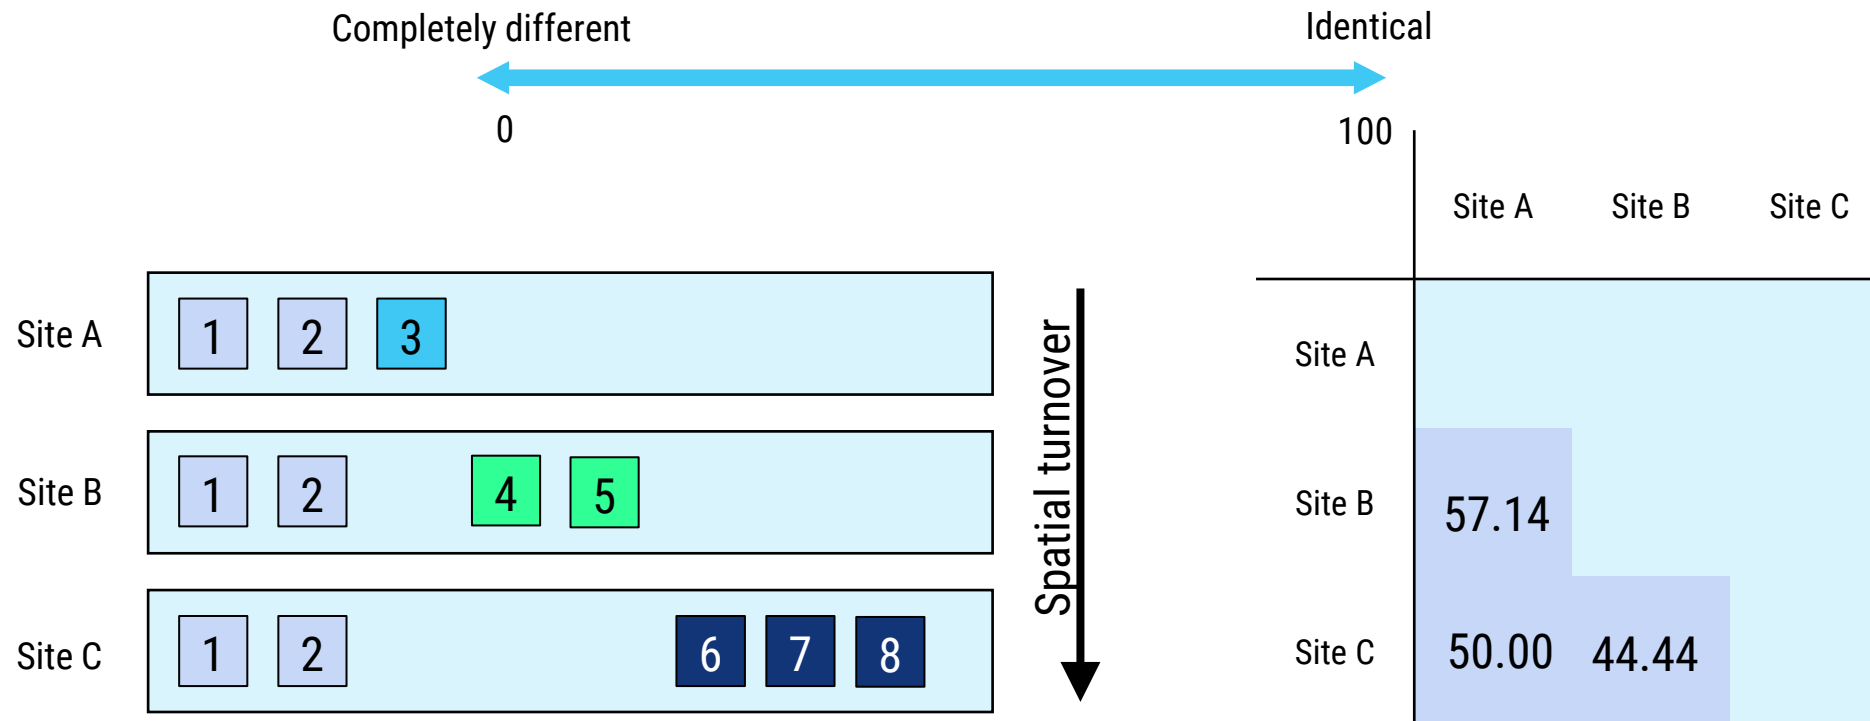 Completely different
Identical
0
100
Site A Site B Site C
Site A 1 2 3
Site B 1 2 4 5
Site C 1 2 6 7 8
Spatial turnover
Site A
Site B 57.14
Site C 50.00 44.44